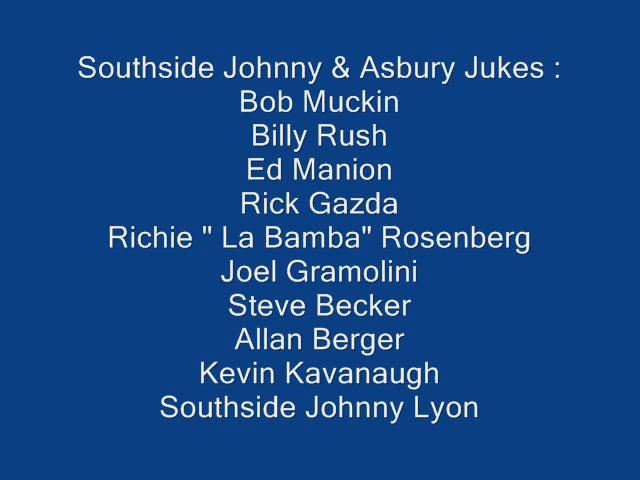 Southside Johnny & Asbury Jukes :
Bob Muckin
Billy Rush
Ed Manion
Rick Gazda
Richie " La Bamba" Rosenberg
Joel Gramolini
Steve Becker
Allan Berger
Kevin Kavanaugh
Southside Johnny Lyon